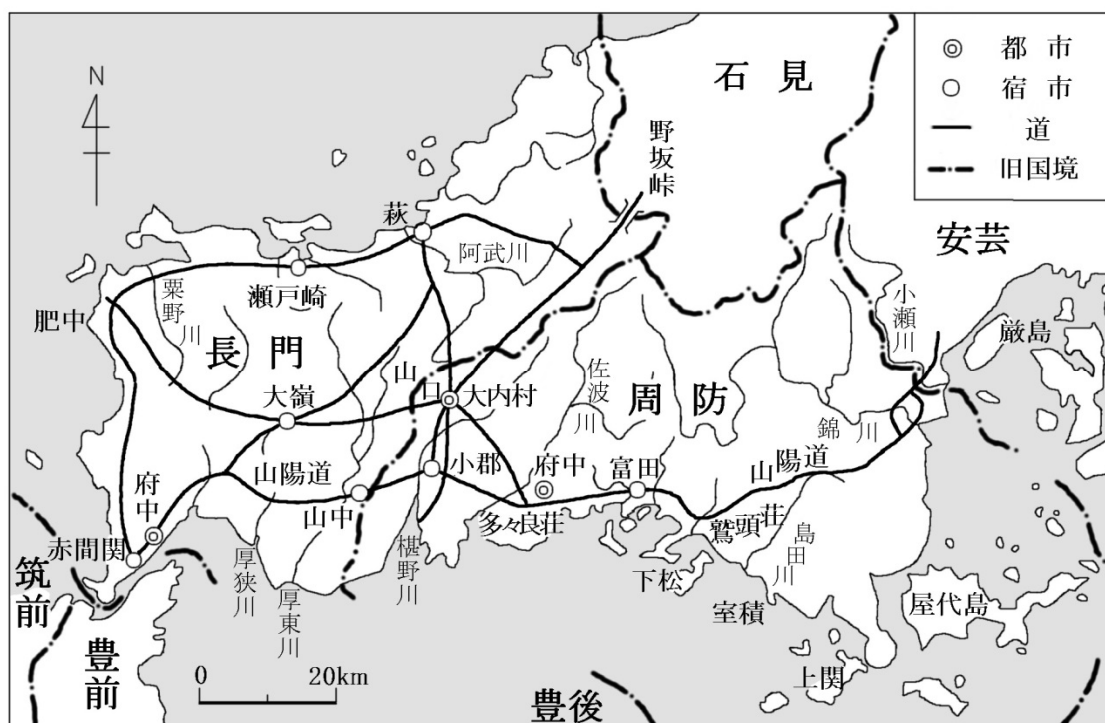 N
石見
都市
宿市
道
旧国境
野坂峠
安芸
萩
阿武川
瀬戸崎
粟野川
肥中
長門
小瀬川
厳島
大嶺
山口
大内村
佐波川
周防
錦川
山陽道
小郡
府中
富田
山陽道
府中
山中
多々良荘
鷲頭荘
島田川
赤間関
厚狭川
厚東川
椹野川
下松
室積
屋代島
筑前
豊前
0 20km
上関
豊後